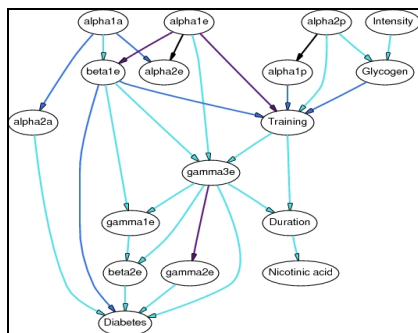 alpha1a alpha1e alpha2p Intensity
beta1e alpha2e alpha1p Glycogen
alpha2a Training
gamma3e
gamma1e Duration
beta2e gamma2e Nicotinic acid
Diabetes